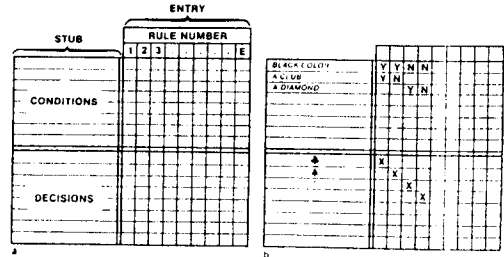 ENTRY
STUB
RULE NUMBER
1 2 3 E
CONDITIONS
DECISIONS
a
BLACK COLOR Y Y N N
A CLUB Y N
A DIAMOND Y N
♣ X
♠ X
X
X
b